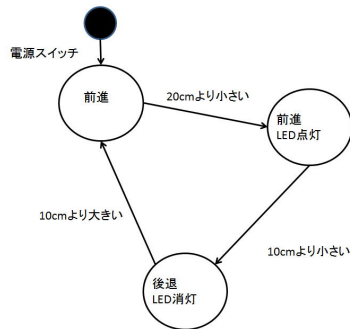 電源スイッチ
前進
20cmより小さい
前進
LED点灯
10cmより大きい
10cmより小さい
後退
LED消灯